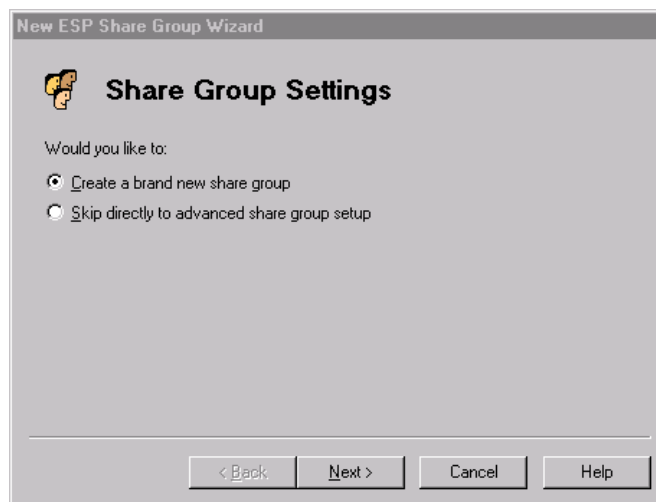 New ESP Share Group Wizard
Share Group Settings
Would you like to:
Create a brand new share group
Skip directly to advanced share group setup
< Back Next > Cancel Help